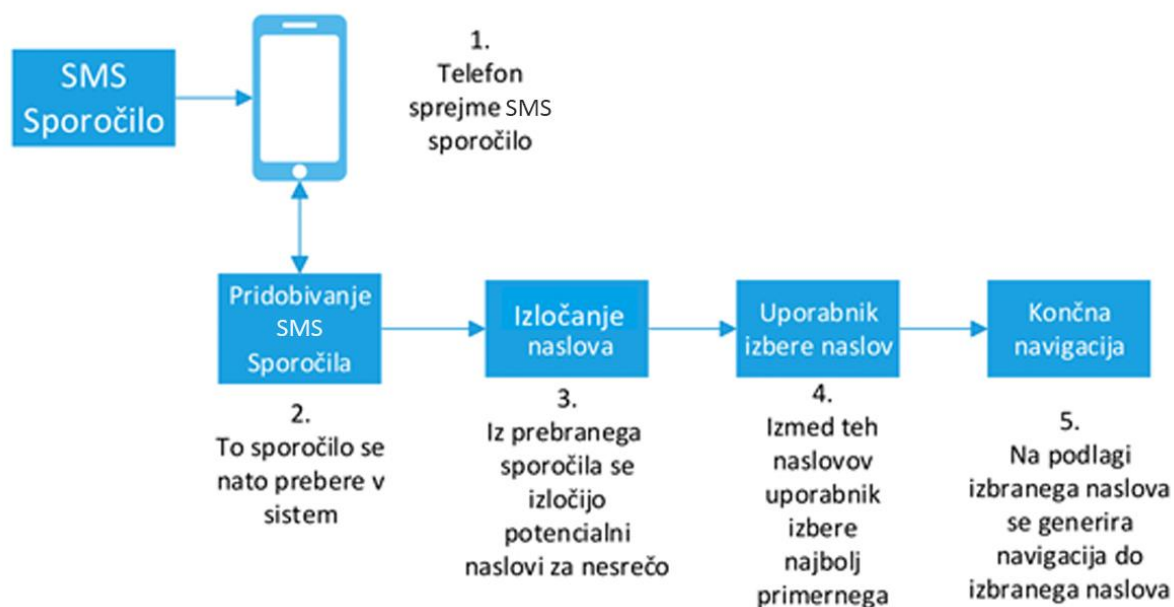 SMS
Sporočilo
1.
Telefon
sprejme SMS
sporočilo
Pridobivanje
SMS
Sporočila
2.
To sporočilo se
nato prebere v
sistem
Izločanje
naslova
3.
Iz prebranega
sporočila se
izločijo
potencialni
naslovi za nesrečo
Uporabnik
izbere naslov
4.
Izmed teh
naslovov
uporabnik
izbere
najbolj
primernega
Končna
navigacija
5.
Na podlagi
izbranega naslova
se generira
navigacija do
izbranega naslova